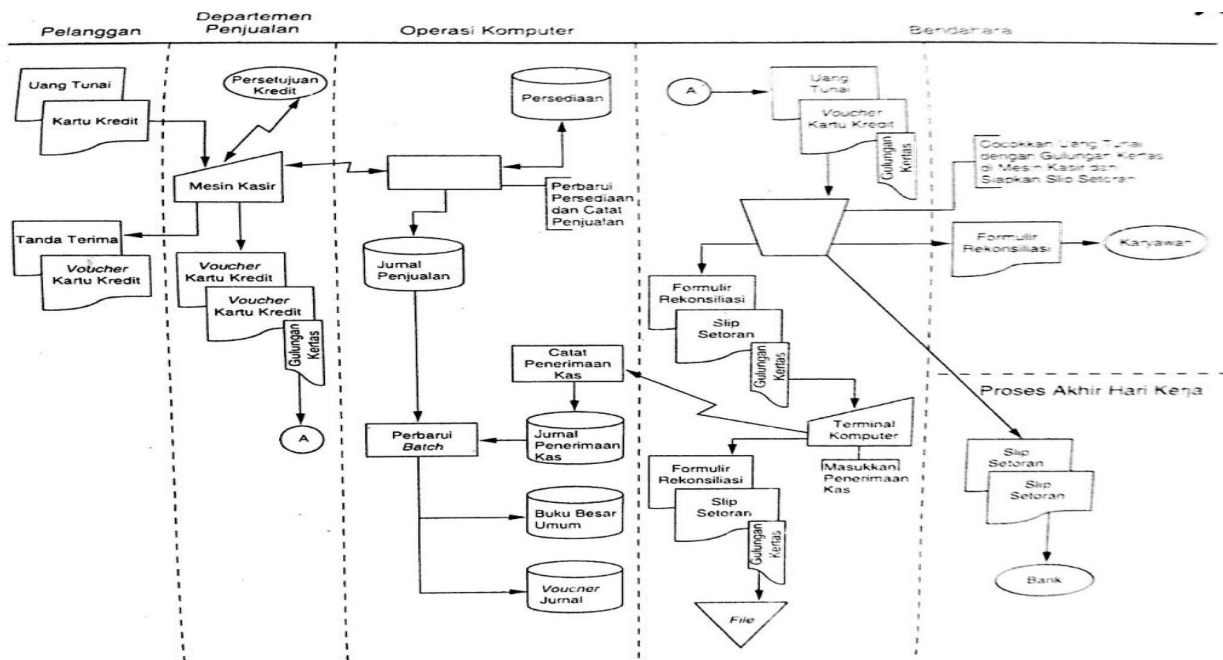 Pelanggan
Departemen
Penjualan
Operasi Komputer
Bendahara
Uang Tunai
Kartu Kredit
Persetujuan
Kredit
Mesin Kasir
Tanda Terima
Voucher
Kartu Kredit
Voucher
Kartu Kredit
Voucher
Kartu Kredit
Gulungan
Kertas
A
Persediaan
Perbarui
Persediaan
dan Catat
Penjualan
Jurnal
Penjualan
Catat
Penerimaan
Kas
Perbarui
Batch
Jurnal
Penerimaan
Kas
Buku Besar
Umum
Voucher
Jurnal
A
Uang
Tunai
Voucher
Kartu Kredit
Gulungan
Kertas
Cocokkan Uang Tunai
dengan Gulungan Kertas
di Mesin Kasir dan
Siapkan Slip Setoran
Formulir
Rekonsiliasi
Karyawan
Formulir
Rekonsiliasi
Slip
Setoran
Gulungan
Kertas
Terminal
Komputer
Masukkan
Penerimaan
Kas
Formulir
Rekonsiliasi
Slip
Setoran
Gulungan
Kertas
File
Proses Akhir Hari Kerja
Slip
Setoran
Slip
Setoran
Bank